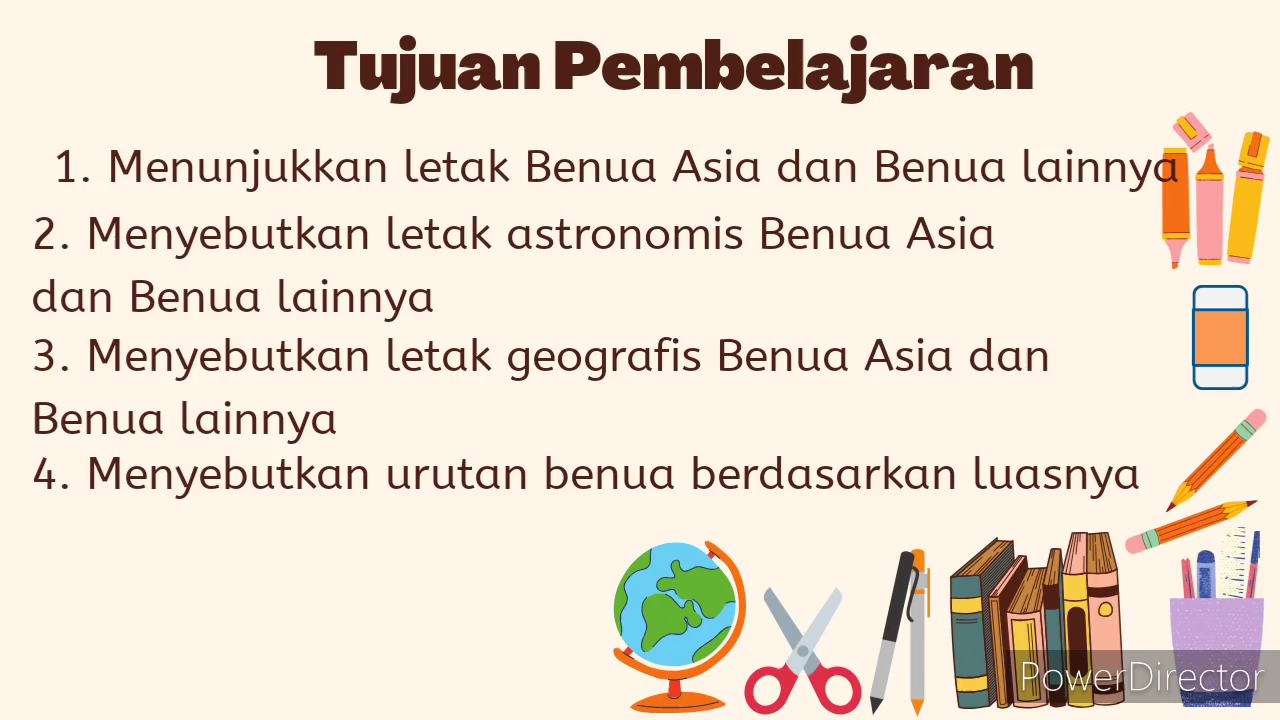 Tujuan Pembelajaran
1. Menunjukkan letak Benua Asia dan Benua lainnya
2. Menyebutkan letak astronomis Benua Asia
dan Benua lainnya
3. Menyebutkan letak geografis Benua Asia dan
Benua lainnya
4. Menyebutkan urutan benua berdasarkan luasnya
PowerDirector